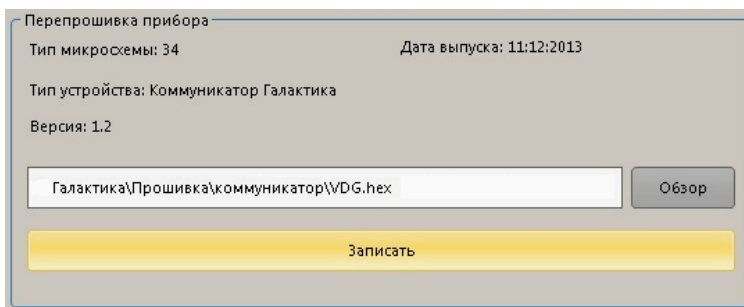 Перепрошивка прибора
Тип микросхемы: 34 Дата выпуска: 11:12:2013
Тип устройства: Коммуникатор Галактика
Версия: 1.2
Галактика\Прошивка\коммуникатор\VDG.hex Обзор
Записать